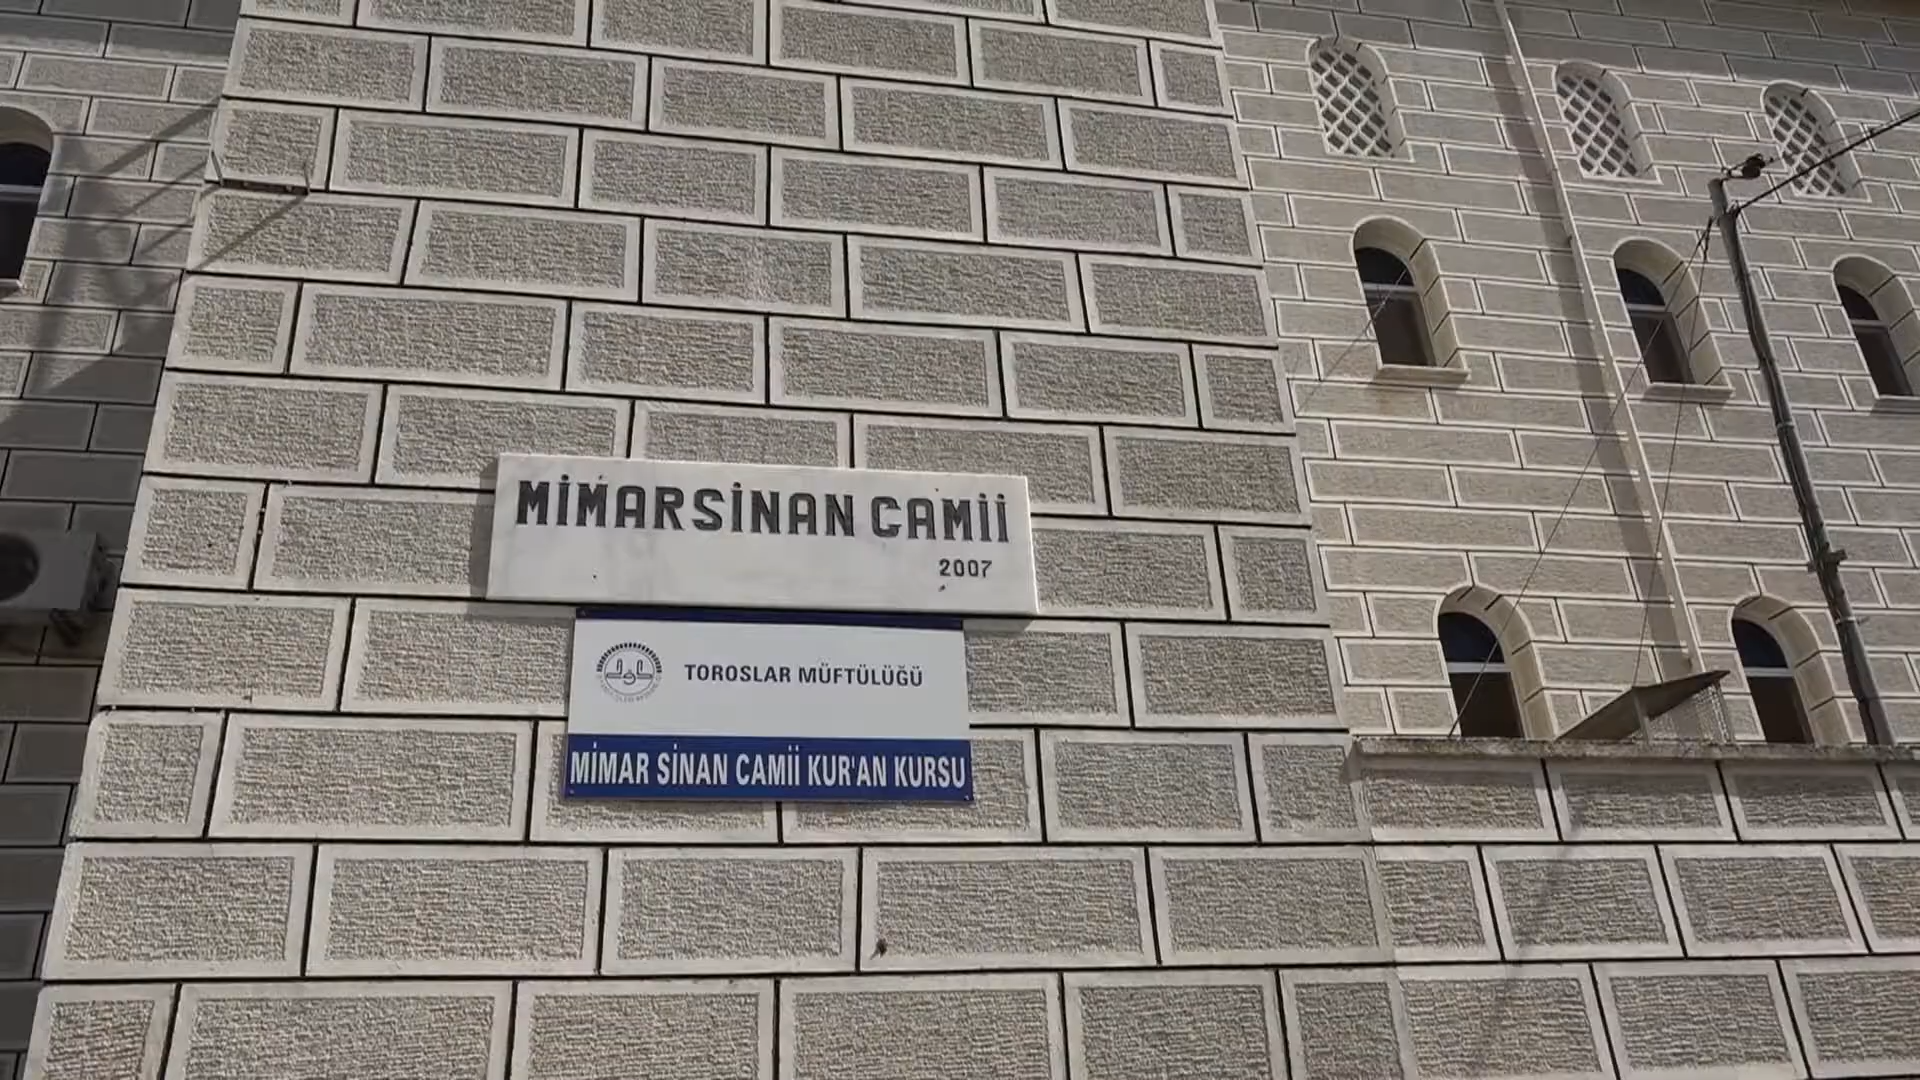 MİMARSİNAN CAMİİ
2007
TOROSLAR MÜFTÜLÜĞÜ
MİMAR SİNAN CAMİİ KUR'AN KURSU